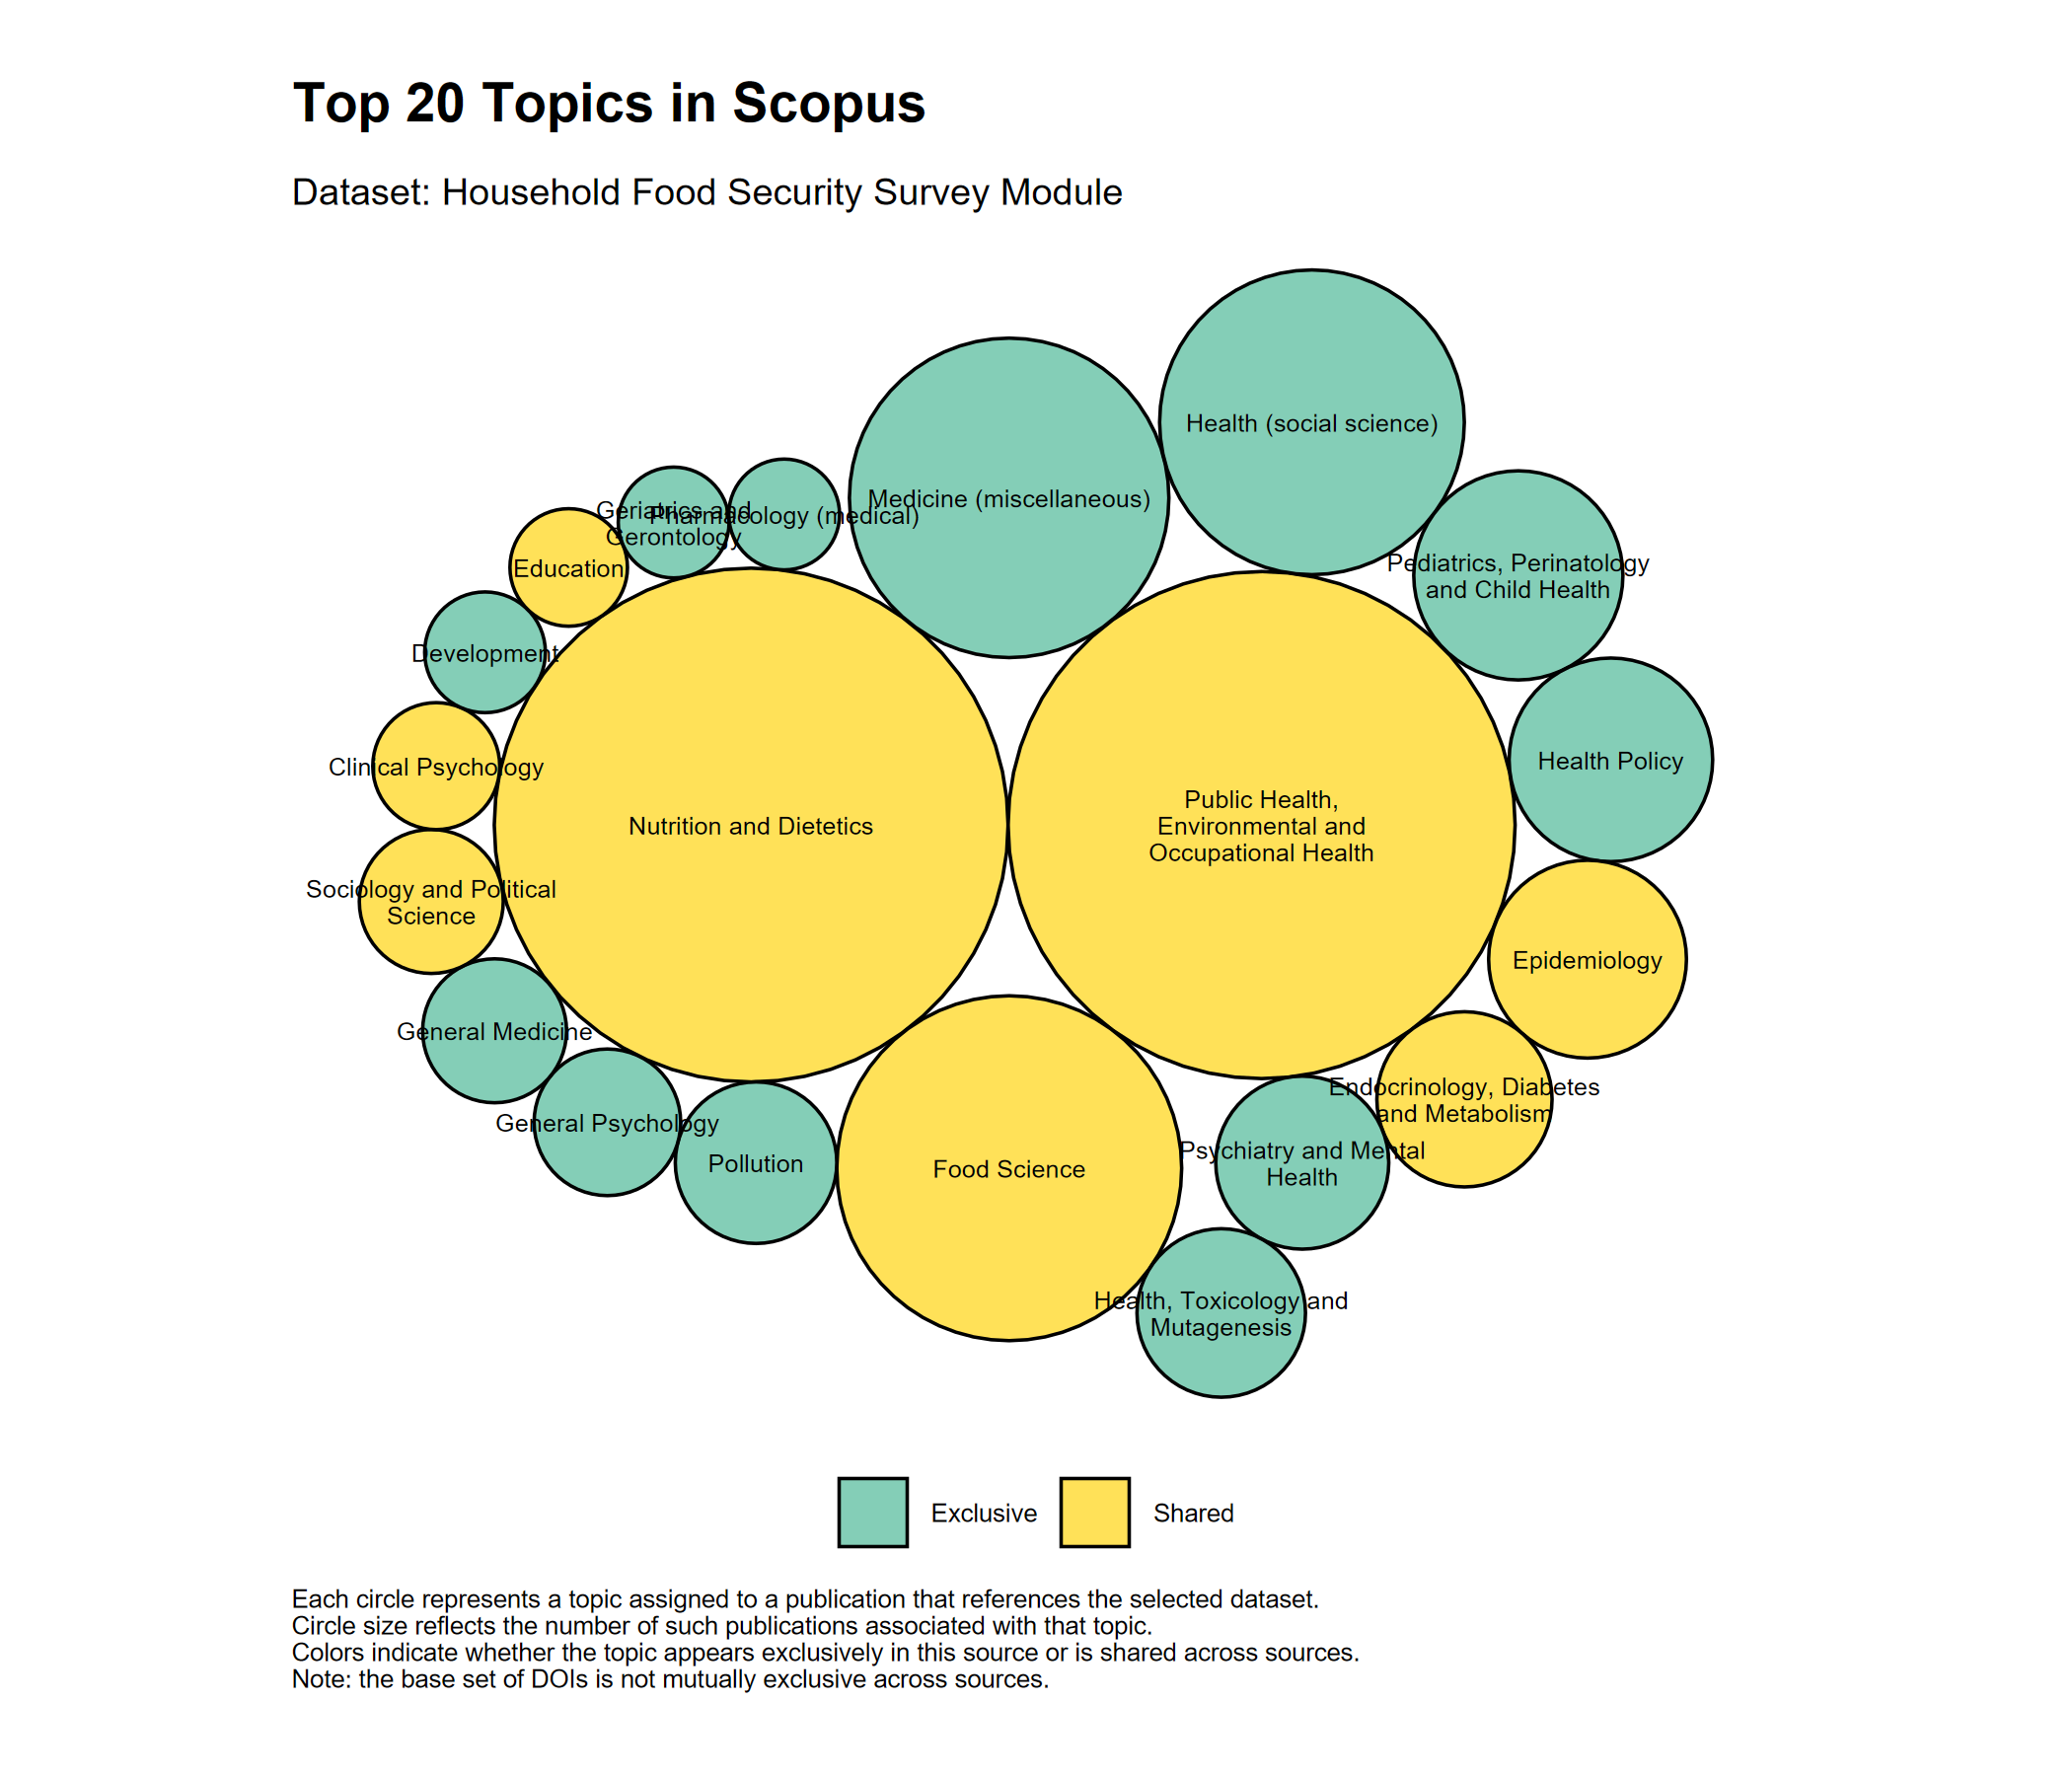 Top 20 Topics in Scopus
Dataset: Household Food Security Survey Module
Health (social science)
Medicine (miscellaneous)
Geriatrics and
Gerontology
Pharmacology (medical)
Education
Pediatrics, Perinatology
and Child Health
Development
Health Policy
Clinical Psychology
Nutrition and Dietetics
Public Health,
Environmental and
Occupational Health
Sociology and Political
Science
Epidemiology
General Medicine
Endocrinology, Diabetes
and Metabolism
General Psychology
Pollution
Food Science
Psychiatry and Mental
Health
Health, Toxicology and
Mutagenesis
Exclusive
Shared
Each circle represents a topic assigned to a publication that references the selected dataset.
Circle size reflects the number of such publications associated with that topic.
Colors indicate whether the topic appears exclusively in this source or is shared across sources.
Note: the base set of DOIs is not mutually exclusive across sources.